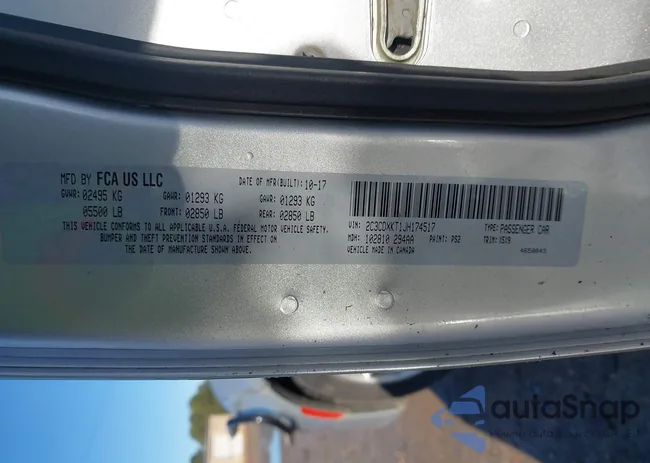 MFD BY FCA US LLC DATE OF MFR(BUILT): 10-17
GVWR: 02495 KG GAWR: 01293 KG GAWR: 01293 KG
05500 LB FRONT: 02850 LB REAR: 02850 LB
THIS VEHICLE CONFORMS TO ALL APPLICABLE U.S.A. FEDERAL MOTOR VEHICLE SAFETY,
BUMPER AND THEFT PREVENTION STANDARDS IN EFFECT ON
THE DATE OF MANUFACTURE SHOWN ABOVE.
VIN: 2C3CDXKT1JH174517 TYPE: PASSENGER CAR
MDH: 102810 294AA PAINT: PS2 TRIM: X5X9
VEHICLE MADE IN CANADA
autoSnap